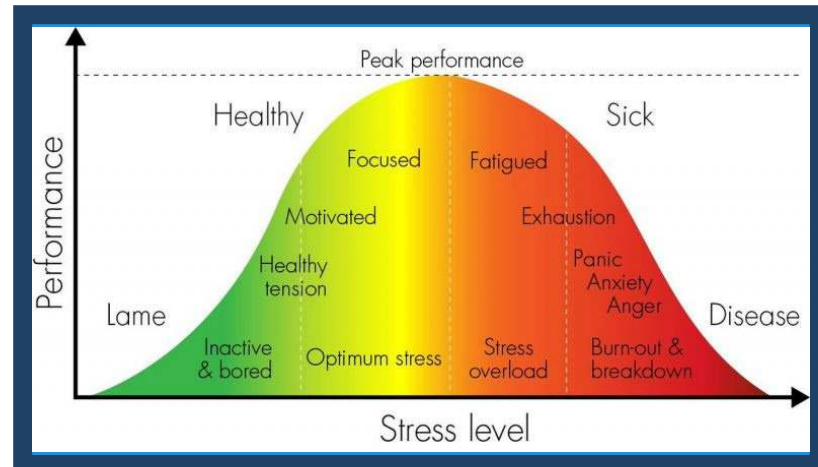 Peak performance
Healthy
Sick
Focused
Fatigued
Motivated
Exhaustion
Healthy
tension
Panic
Anxiety
Anger
Lame
Disease
Inactive
& bored
Optimum stress
Stress
overload
Burn-out &
breakdown
Performance
Stress level